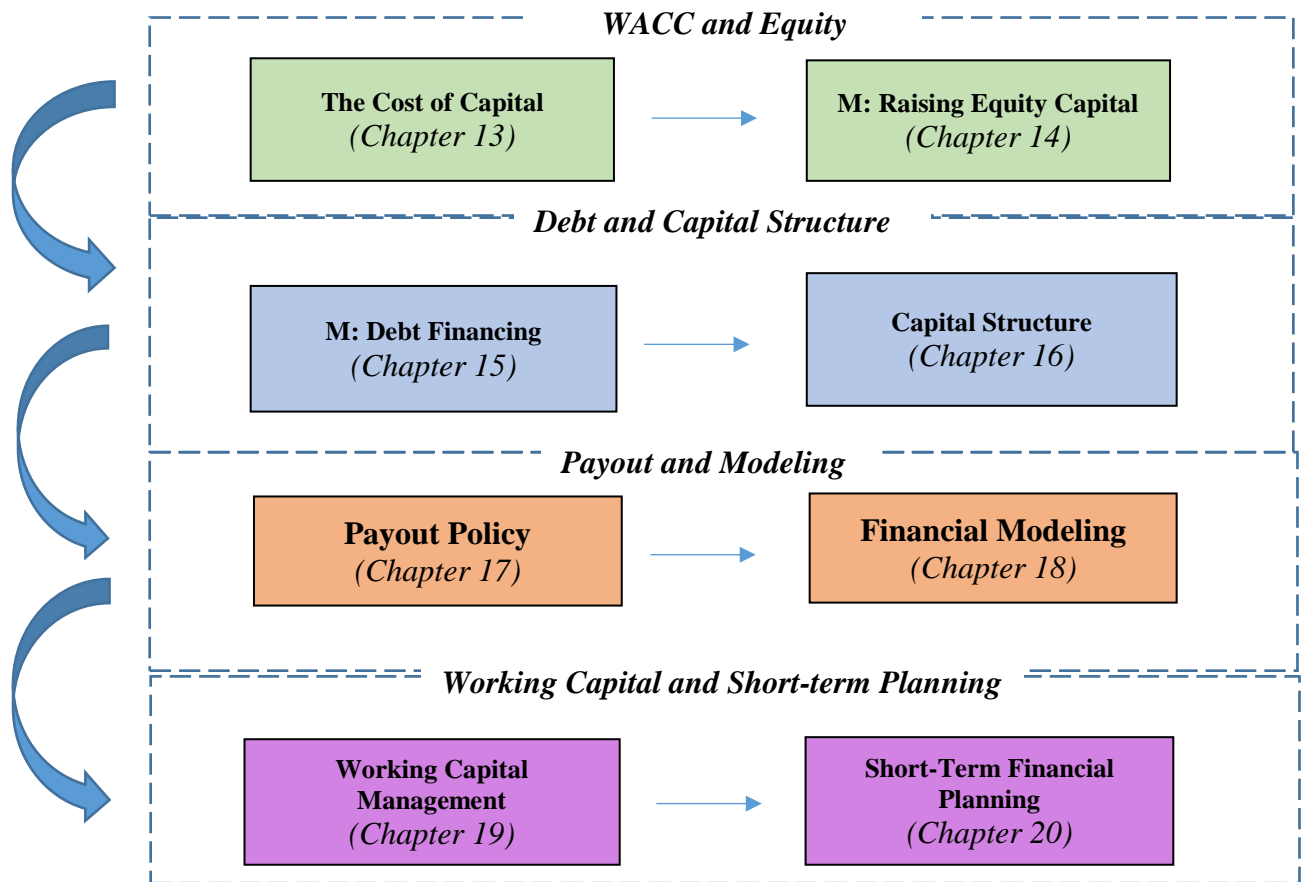 WACC and Equity
The Cost of Capital
(Chapter 13)
M: Raising Equity Capital
(Chapter 14)
Debt and Capital Structure
M: Debt Financing
(Chapter 15)
Capital Structure
(Chapter 16)
Payout and Modeling
Payout Policy
(Chapter 17)
Financial Modeling
(Chapter 18)
Working Capital and Short-term Planning
Working Capital
Management
(Chapter 19)
Short-Term Financial
Planning
(Chapter 20)